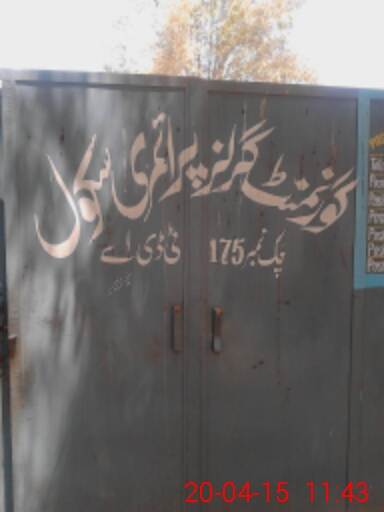 گورنمنٹ گرلز پرائمری سکول
چک نمبر 175 ٹی ڈی اے
20-04-15 11:43